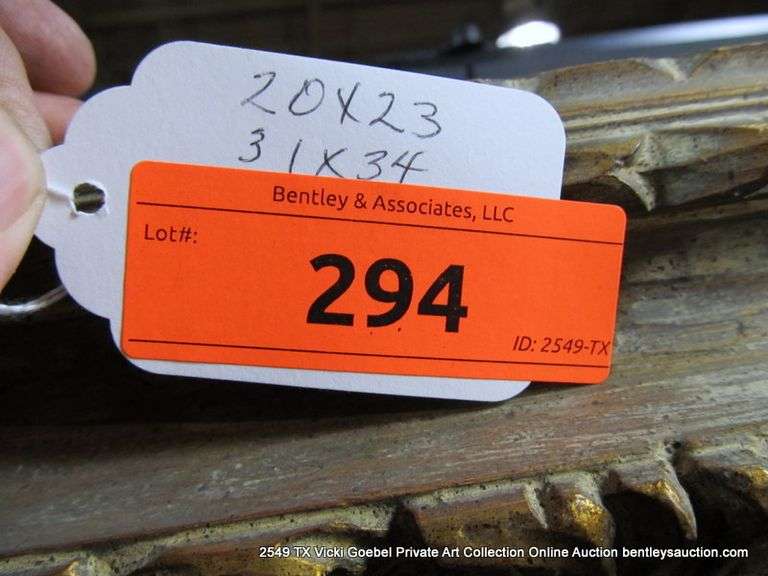 20X23
31X34
Bentley & Associates, LLC
Lot#:
294
ID: 2549-TX
2549 TX Vicki Goebel Private Art Collection Online Auction bentleysauction.com